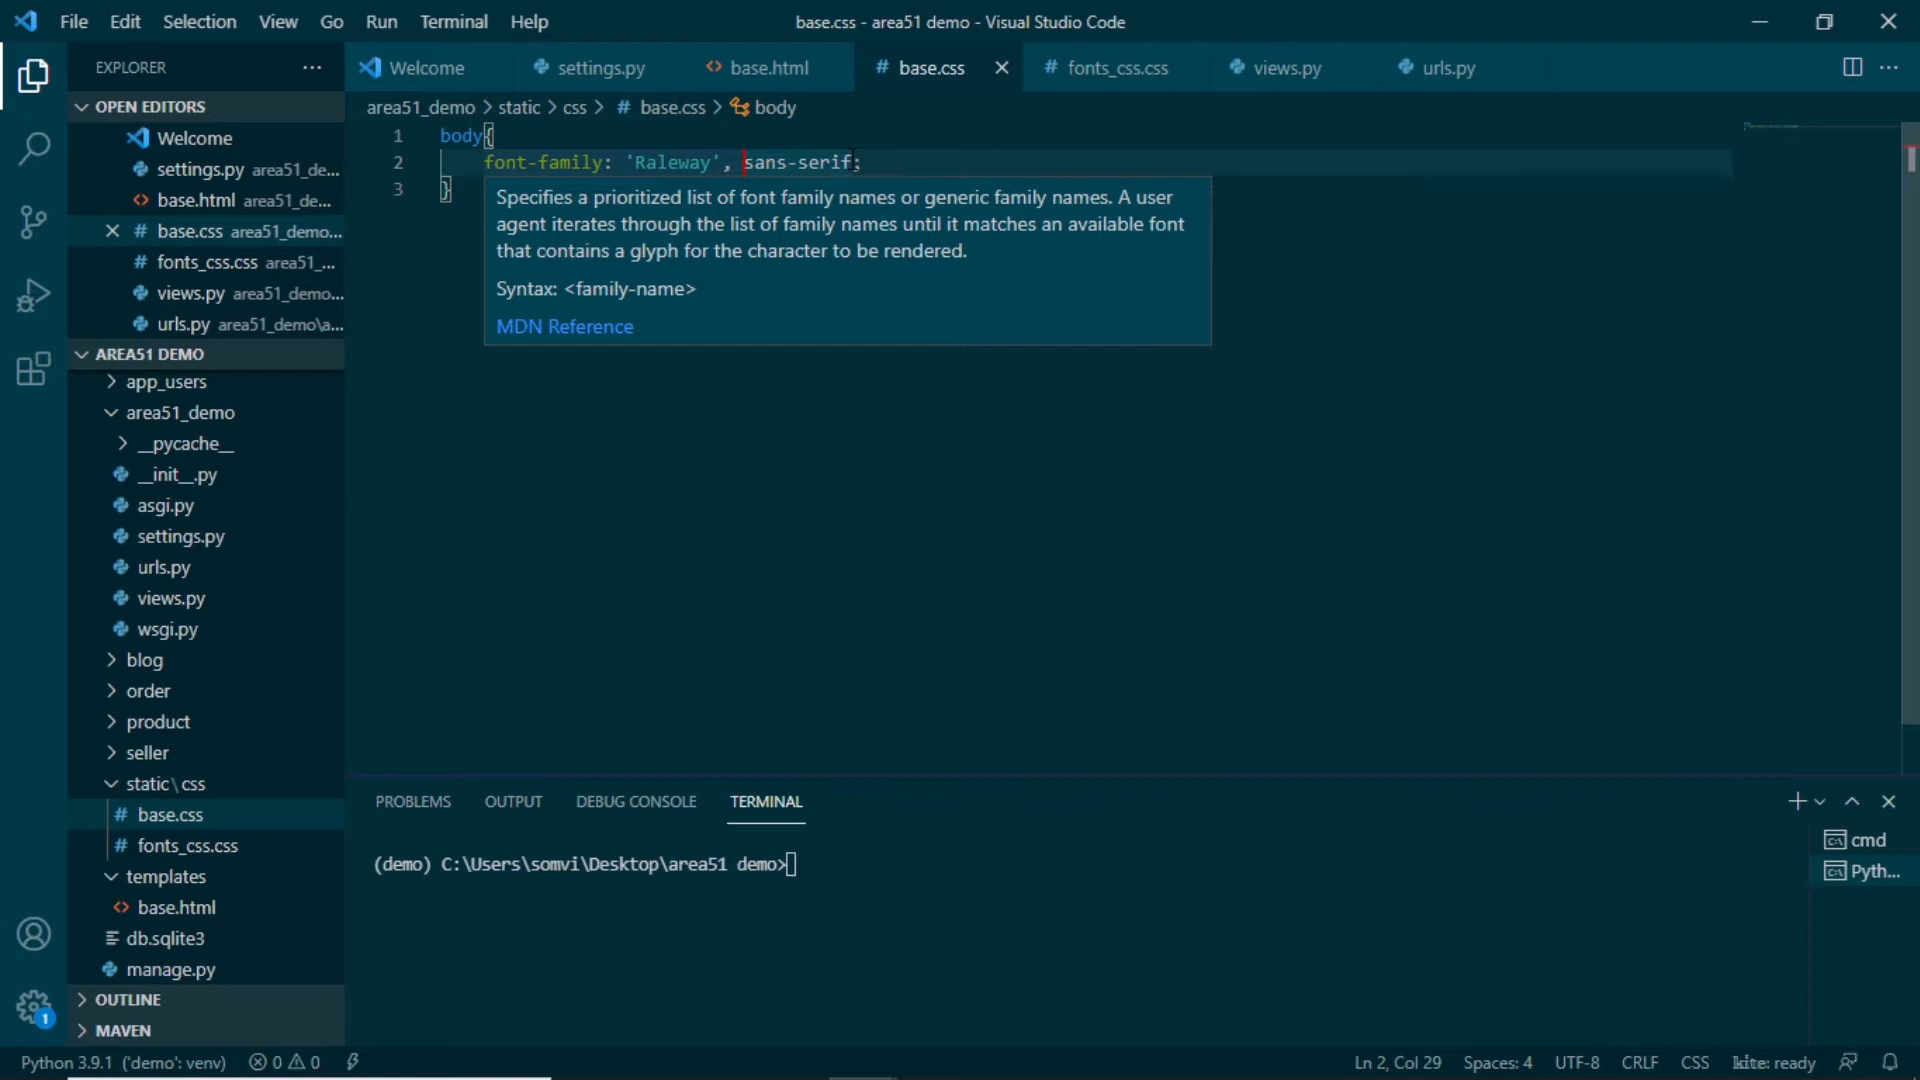 File Edit Selection View Go Run Terminal Help
base.css - area51 demo - Visual Studio Code
EXPLORER
Welcome settings.py base.html base.css fonts_css.css views.py urls.py
OPEN EDITORS
Welcome
settings.py area51_de...
base.html area51_de...
base.css area51_demo...
fonts_css.css area51_...
views.py area51_demo...
urls.py area51_demo\a...
AREA51 DEMO
app_users
area51_demo
__pycache__
__init__.py
asgi.py
settings.py
urls.py
views.py
wsgi.py
blog
order
product
seller
static\css
base.css
fonts_css.css
templates
base.html
db.sqlite3
manage.py
OUTLINE
MAVEN
area51_demo > static > css > # base.css > body
1 body{
2 font-family: 'Raleway', sans-serif;
3 }
Specifies a prioritized list of font family names or generic family names. A user
agent iterates through the list of family names until it matches an available font
that contains a glyph for the character to be rendered.
Syntax: <family-name>
MDN Reference
PROBLEMS OUTPUT DEBUG CONSOLE TERMINAL
(demo) C:\Users\somvi\Desktop\area51 demo>
cmd
Pyth...
1
Python 3.9.1 ('demo': venv) 0 0
Ln 2, Col 29 Spaces: 4 UTF-8 CRLF CSS kite: ready